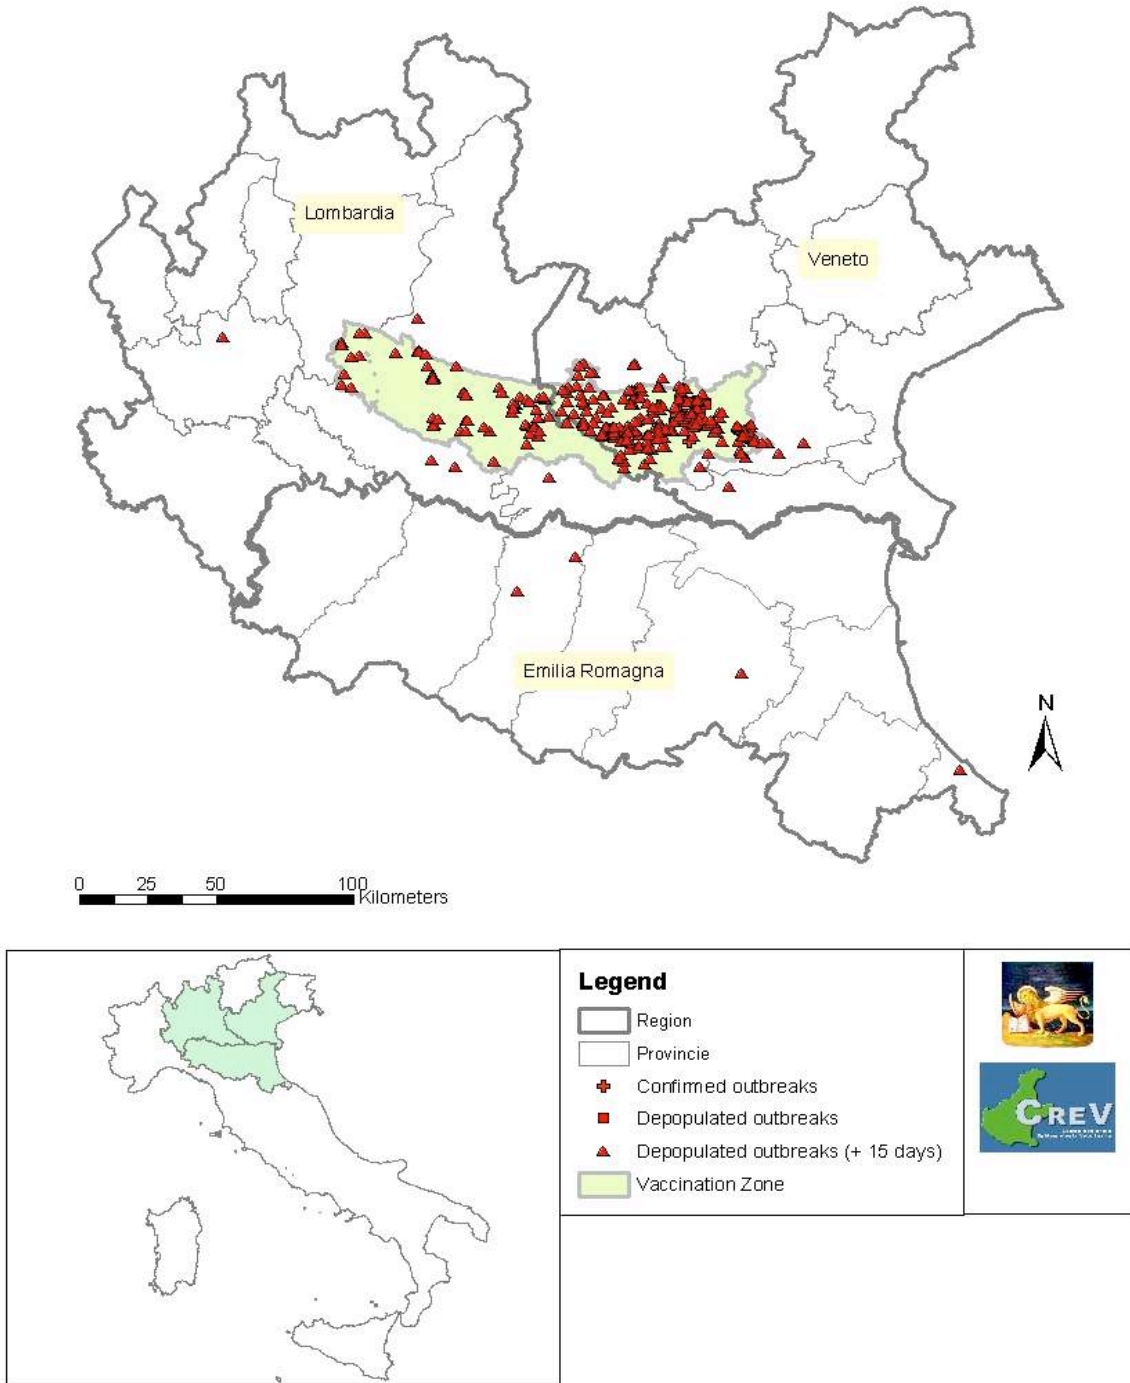 Lombardia
Veneto
Emilia Romagna
N
0 25 50 100
Kilometers
Legend
Region
Provincie
Confirmed outbreaks
Depopulated outbreaks
Depopulated outbreaks (+ 15 days)
Vaccination Zone
CREV